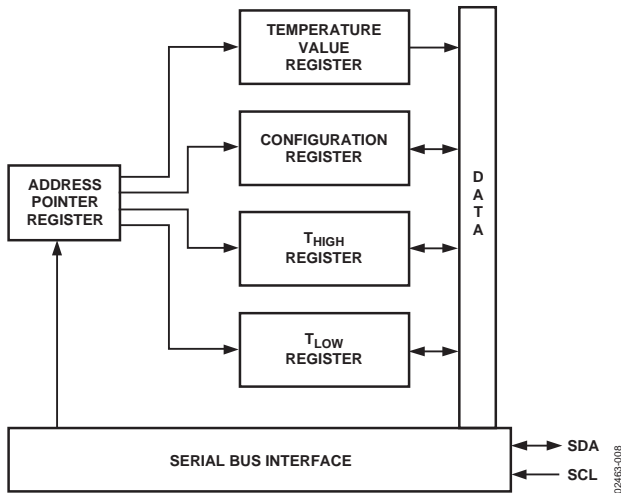 TEMPERATURE
VALUE
REGISTER
CONFIGURATION
REGISTER
ADDRESS
POINTER
REGISTER
DATA
THIGH
REGISTER
TLOW
REGISTER
SERIAL BUS INTERFACE
SDA
SCL
02463-008